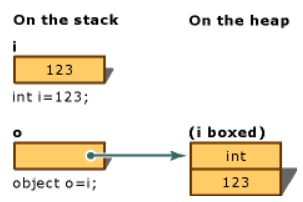 On the stack
On the heap
i
123
int i=123;
o
(i boxed)
int
object o=i;
123